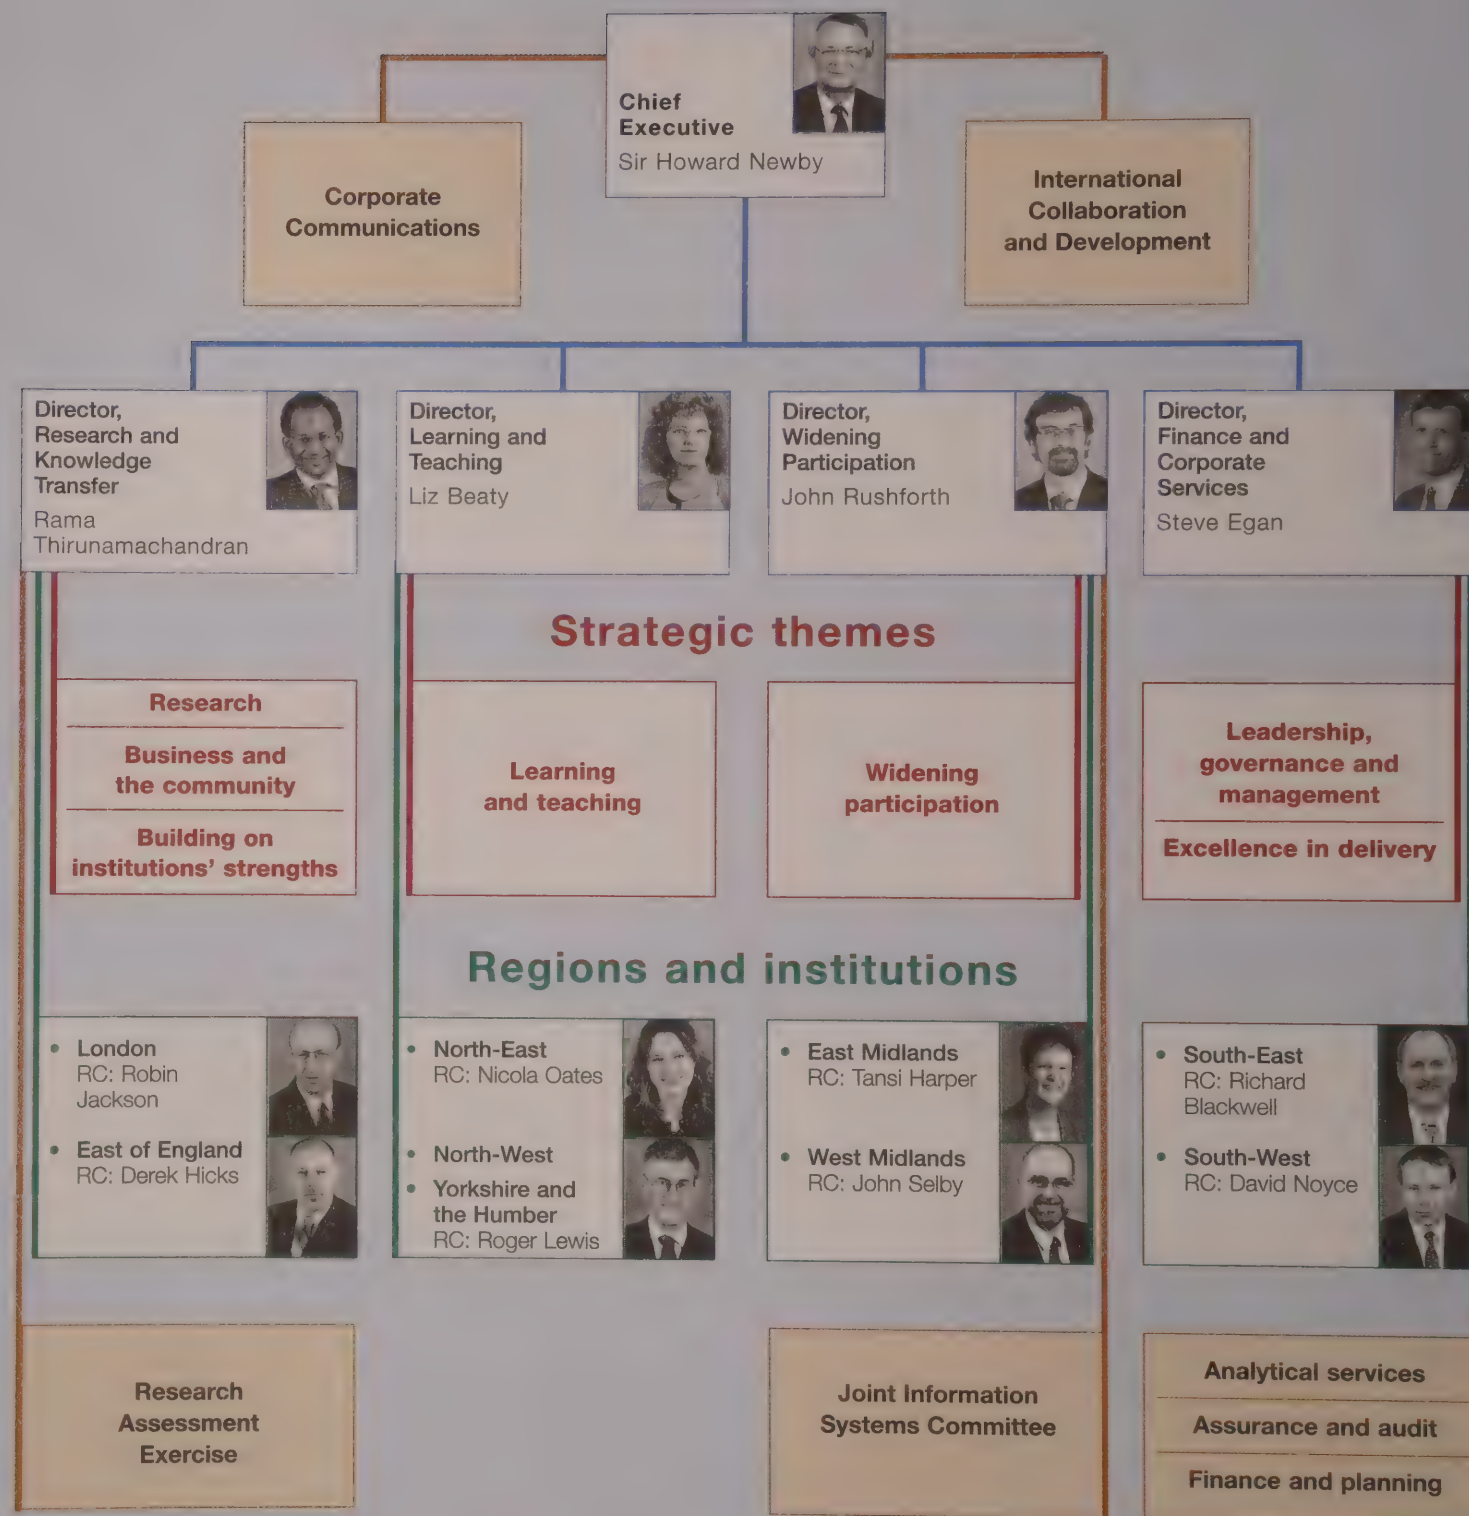 Chief
Executive
Sir Howard Newby
Corporate
Communications
International
Collaboration
and Development
Director,
Research and
Knowledge
Transfer
Rama
Thirunamachandran
Director,
Learning and
Teaching
Liz Beaty
Director,
Widening
Participation
John Rushforth
Director,
Finance and
Corporate
Services
Steve Egan
Strategic themes
Research
Business and
the community
Building on
institutions’ strengths
Learning
and teaching
Widening
participation
Leadership,
governance and
management
Excellence in delivery
Regions and institutions
• London
RC: Robin
Jackson
• East of England
RC: Derek Hicks
• North-East
RC: Nicola Oates
• North-West
• Yorkshire and
the Humber
RC: Roger Lewis
• East Midlands
RC: Tansi Harper
• West Midlands
RC: John Selby
• South-East
RC: Richard
Blackwell
• South-West
RC: David Noyce
Research
Assessment
Exercise
Joint Information
Systems Committee
Analytical services
Assurance and audit
Finance and planning